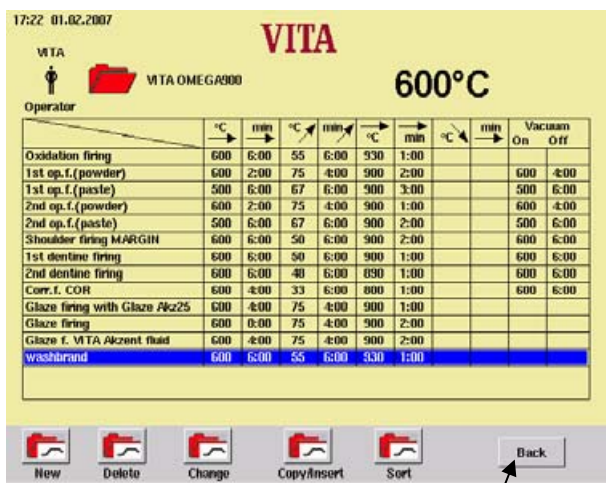 17:22 01.02.2007
VITA
VITA
VITA OMEGA900
600°C
Operator
°C min °C min °C min °C min Vacuum
On Off
Oxidation firing 600 6:00 55 6:00 930 1:00
1st op.f.(powder) 600 2:00 75 4:00 900 2:00 600 4:00
1st op.f.(paste) 500 6:00 67 6:00 900 3:00 500 6:00
2nd op.f.(powder) 600 2:00 75 4:00 900 1:00 600 4:00
2nd op.f.(paste) 500 6:00 67 6:00 900 2:00 500 6:00
Shoulder firing MARGIN 600 6:00 50 6:00 900 2:00 600 6:00
1st dentine firing 600 6:00 50 6:00 900 1:00 600 6:00
2nd dentine firing 600 6:00 48 6:00 890 1:00 600 6:00
Corr.f. COR 600 4:00 33 6:00 800 1:00 600 6:00
Glaze firing with Glaze Akz25 600 4:00 75 4:00 900 1:00
Glaze firing 600 0:00 75 4:00 900 2:00
Glaze f. VITA Akzent fluid 600 4:00 75 4:00 900 2:00
washbrand 600 6:00 55 6:00 930 1:00
New Delete Change Copy/Insert Sort Back